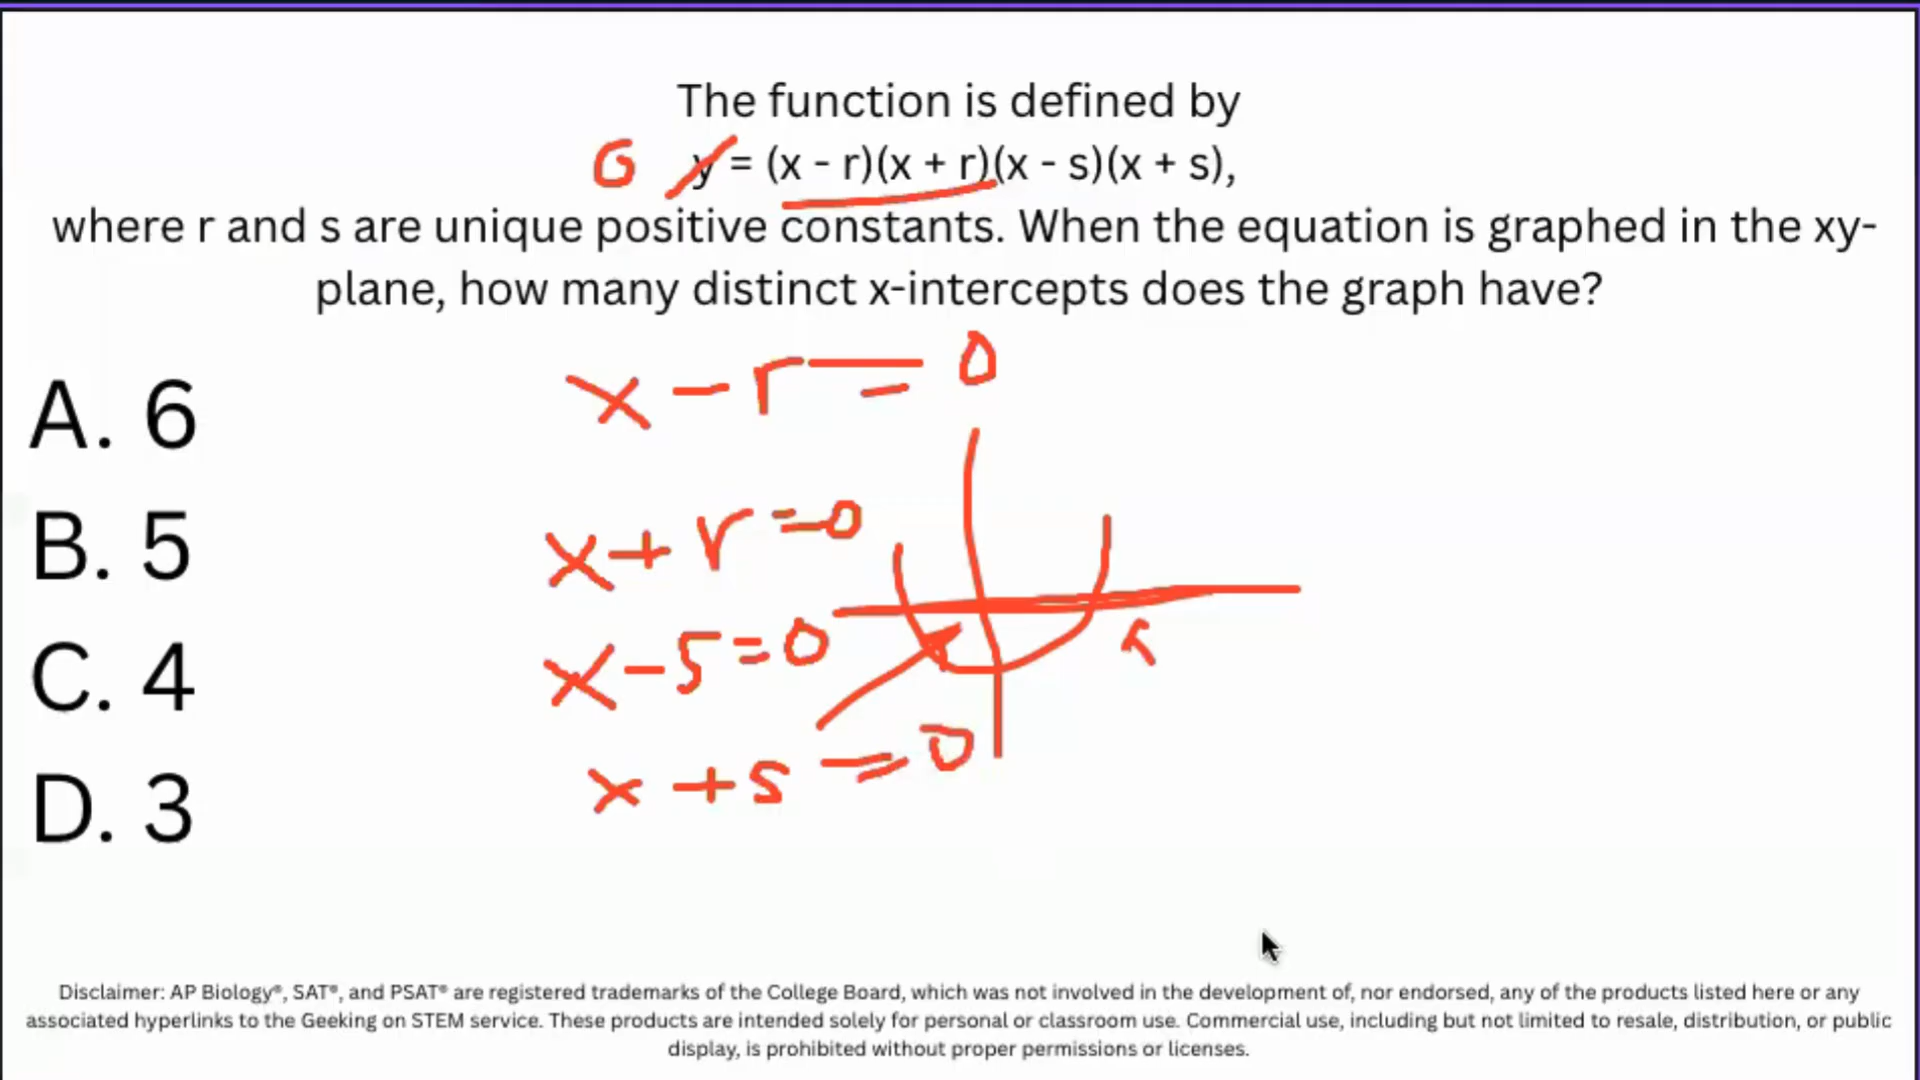 The function is defined by
0 y = (x - r)(x + r)(x - s)(x + s),
where r and s are unique positive constants. When the equation is graphed in the xy-
plane, how many distinct x-intercepts does the graph have?
x - r = 0
A. 6
x + r = 0
B. 5
x - s = 0
r
C. 4
x + s = 0
D. 3
Disclaimer: AP Biology®, SAT®, and PSAT® are registered trademarks of the College Board, which was not involved in the development of, nor endorsed, any of the products listed here or any
associated hyperlinks to the Geeking on STEM service. These products are intended solely for personal or classroom use. Commercial use, including but not limited to resale, distribution, or public
display, is prohibited without proper permissions or licenses.